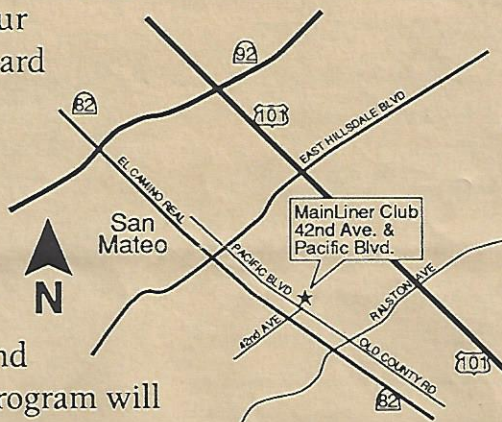 ur
ard
92
82
101
EAST HILLSDALE BLVD
EL CAMINO REAL
San
Mateo
MainLiner Club
42nd Ave. &
Pacific Blvd.
PACIFIC BLVD
RALSTON AVE
N
42nd AVE
OLD COUNTY RD
nd
101
rogram will
82